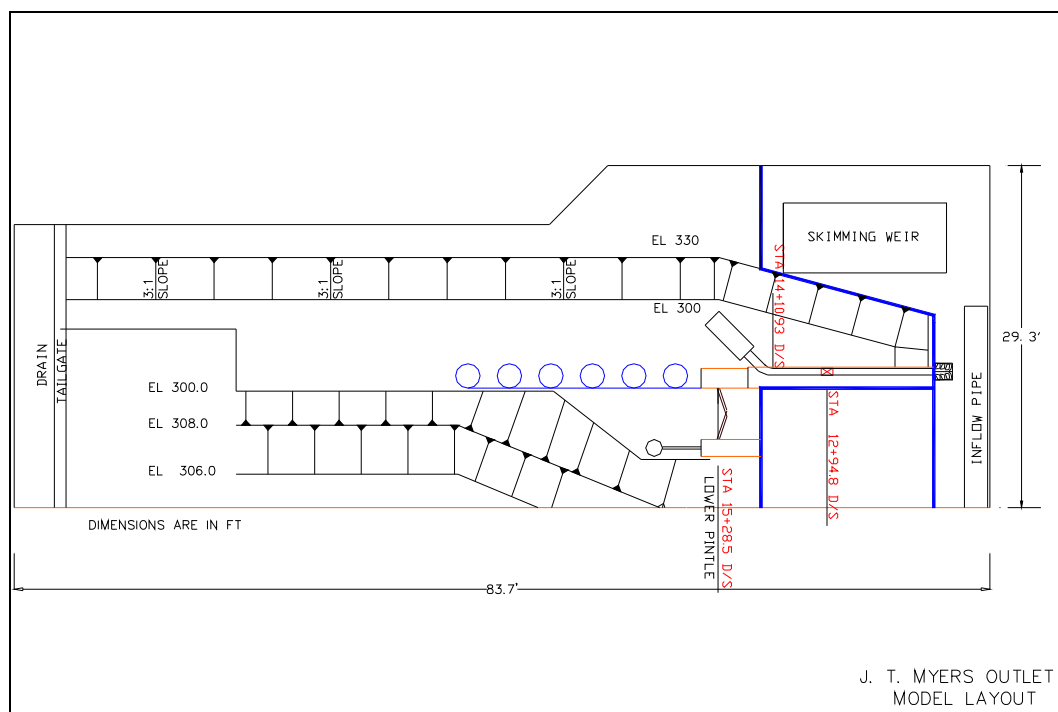 SKIMMING WEIR
EL 330
STA 14+10.93 D/S
3:1
SLOPE
3:1
SLOPE
3:1
SLOPE
EL 300
29.3'
DRAIN
TAILGATE
EL 300.0
EL 308.0
EL 306.0
INFLOW PIPE
STA 12+94.8 D/S
STA 15+28.5 D/S
LOWER PINTLE
DIMENSIONS ARE IN FT
83.7'
J. T. MYERS OUTLET
MODEL LAYOUT